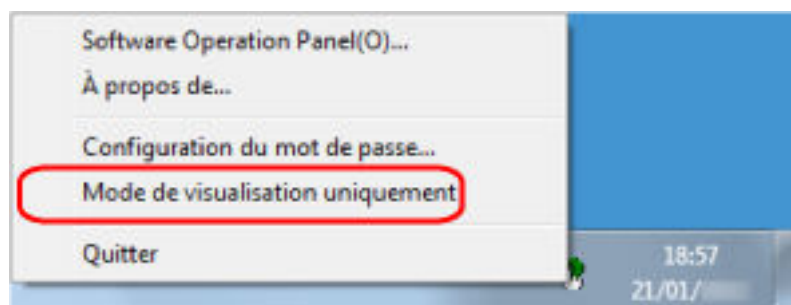 Software Operation Panel(O)...
À propos de...
Configuration du mot de passe...
Mode de visualisation uniquement
Quitter
18:57
21/01/